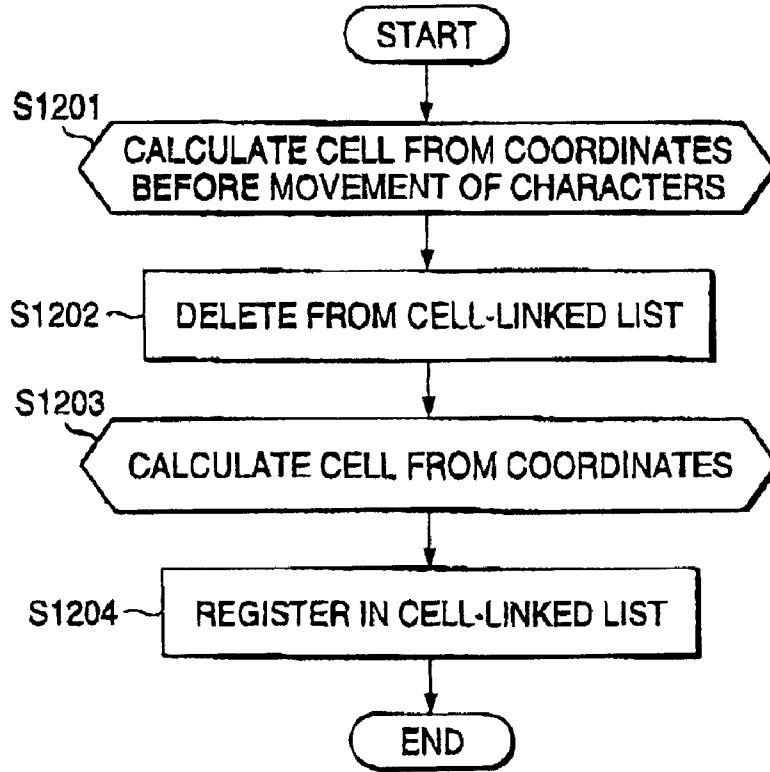 START
S1201
CALCULATE CELL FROM COORDINATES
BEFORE MOVEMENT OF CHARACTERS
S1202
DELETE FROM CELL-LINKED LIST
S1203
CALCULATE CELL FROM COORDINATES
S1204
REGISTER IN CELL-LINKED LIST
END